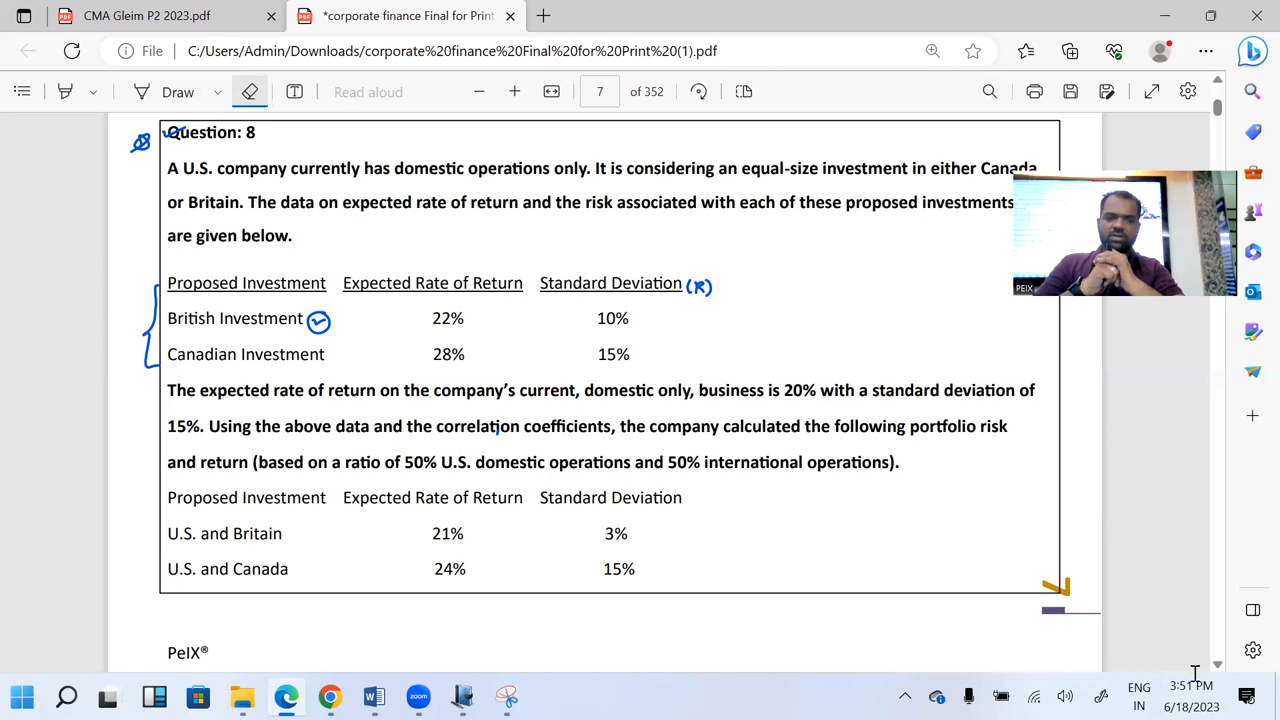 CMA Gleim P2 2023.pdf
*corporate finance Final for Print
File C:/Users/Admin/Downloads/corporate%20finance%20Final%20for%20Print%20(1).pdf
Draw Read aloud 7 of 352
Question: 8
A U.S. company currently has domestic operations only. It is considering an equal-size investment in either Canada
or Britain. The data on expected rate of return and the risk associated with each of these proposed investments
are given below.
Proposed Investment Expected Rate of Return Standard Deviation (R)
British Investment 22% 10%
Canadian Investment 28% 15%
The expected rate of return on the company's current, domestic only, business is 20% with a standard deviation of
15%. Using the above data and the correlation coefficients, the company calculated the following portfolio risk
and return (based on a ratio of 50% U.S. domestic operations and 50% international operations).
Proposed Investment Expected Rate of Return Standard Deviation
U.S. and Britain 21% 3%
U.S. and Canada 24% 15%
PeIX®
PEIX
zoom
ENG
IN
3:51 PM
6/18/2023